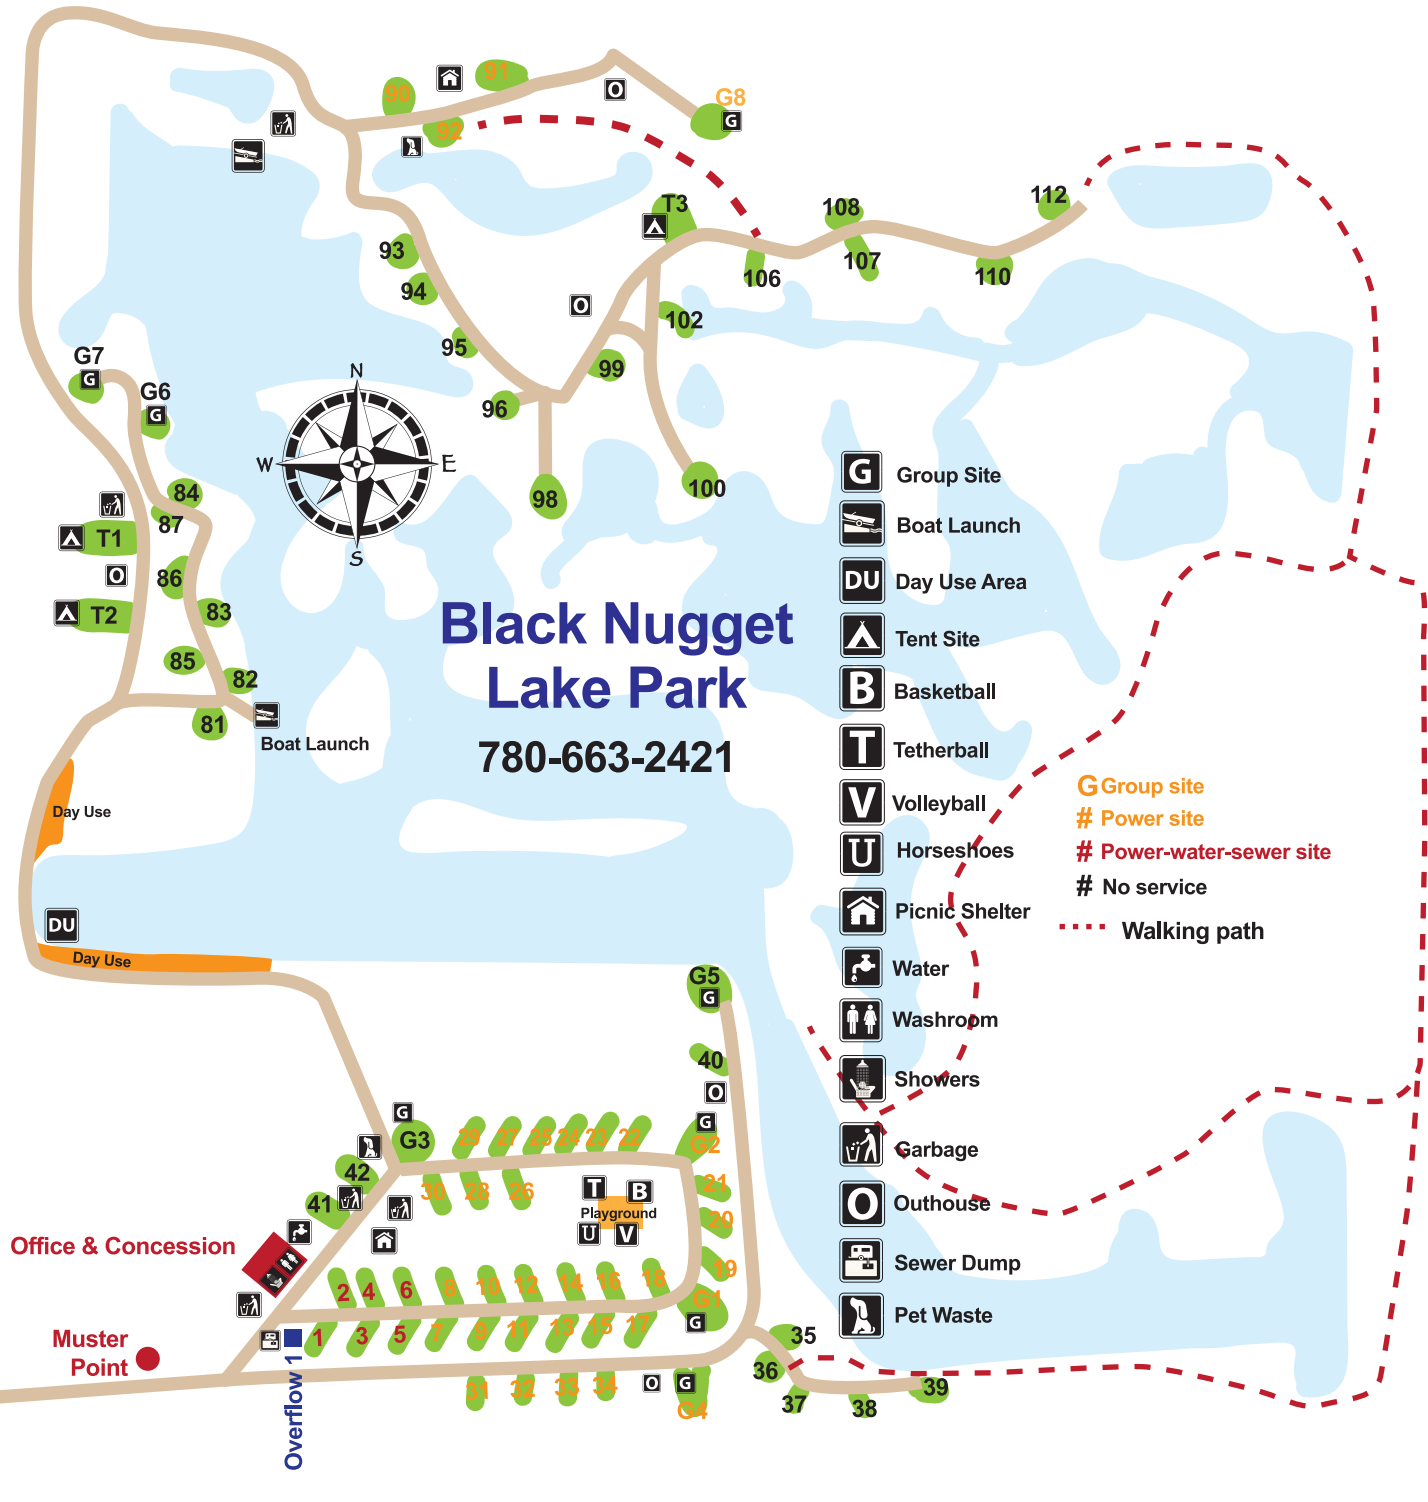 91
90
G8
G
92
O
112
T3
108
93
106
107
110
94
102
95
O
99
96
G7
G
G6
G
N
W
E
S
98
100
84
87
T1
O
86
T2
83
85
82
81
Boat Launch
Black Nugget
Lake Park
780-663-2421
G Group Site
Boat Launch
DU Day Use Area
Tent Site
B Basketball
T Tetherball
V Volleyball
U Horseshoes
Picnic Shelter
Water
Washroom
Showers
Garbage
O Outhouse
Sewer Dump
Pet Waste
G Group site
# Power site
# Power-water-sewer site
# No service
Walking path
Day Use
DU
Day Use
G5
G
40
O
G
G2
G
G3
29
27
25
24
23
22
42
41
30
28
26
21
20
19
T
B
Playground
U
V
Office & Concession
2
4
6
8
10
12
14
16
18
G1
G
1
3
5
7
9
11
13
15
17
Muster
Point
Overflow 1
31
32
33
34
O
G
G4
35
36
37
38
39